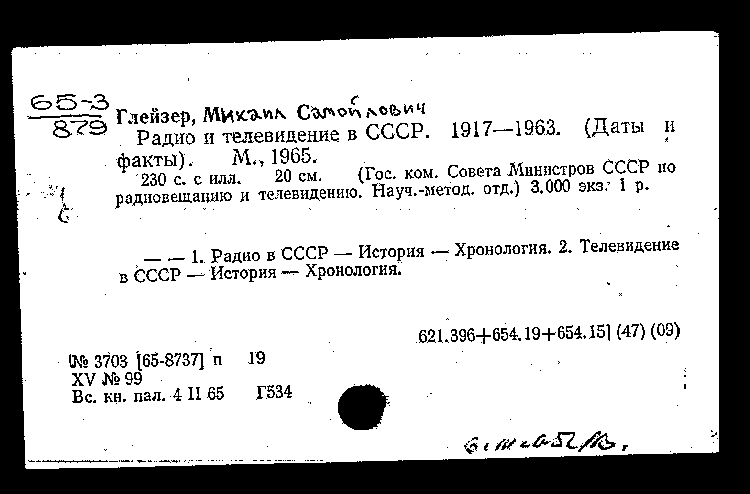 65-3
879
Глейзер, Михаил Самойлович
Радио и телевидение в СССР. 1917—1963. (Даты и
факты). М., 1965.
230 с. с илл. 20 см. (Гос. ком. Совета Министров СССР по
радиовещанию и телевидению. Науч.-метод. отд.) 3.000 экз. 1 р.
— — 1. Радио в СССР — История — Хронология. 2. Телевидение
в СССР — История — Хронология.
621.396+654.19+654.15] (47) (09)
[№ 3703 [65-8737] п 19
XV № 99
Вс. кн. пал. 4 II 65 Г534